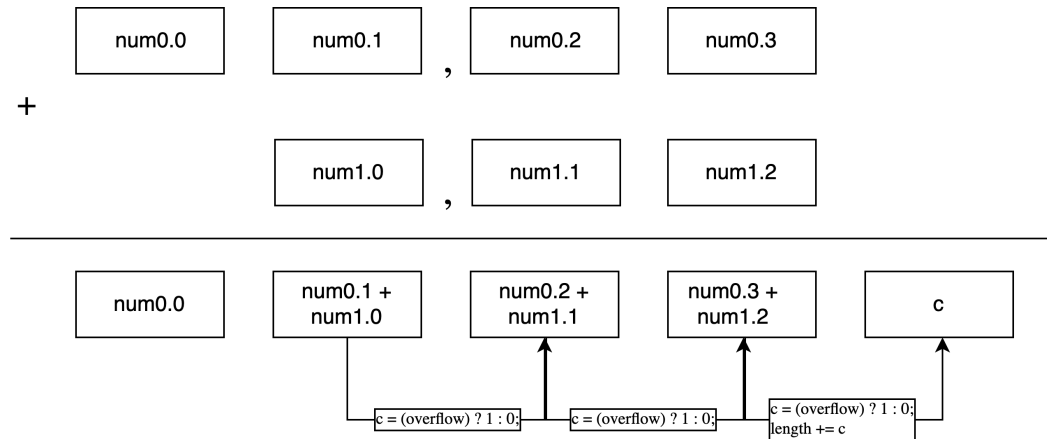 num0.0 num0.1 , num0.2 num0.3
+
num1.0 , num1.1 num1.2
num0.0 num0.1 + num0.2 + num0.3 + c
num1.0 num1.1 num1.2
c = (overflow) ? 1 : 0; c = (overflow) ? 1 : 0; c = (overflow) ? 1 : 0;
length += c